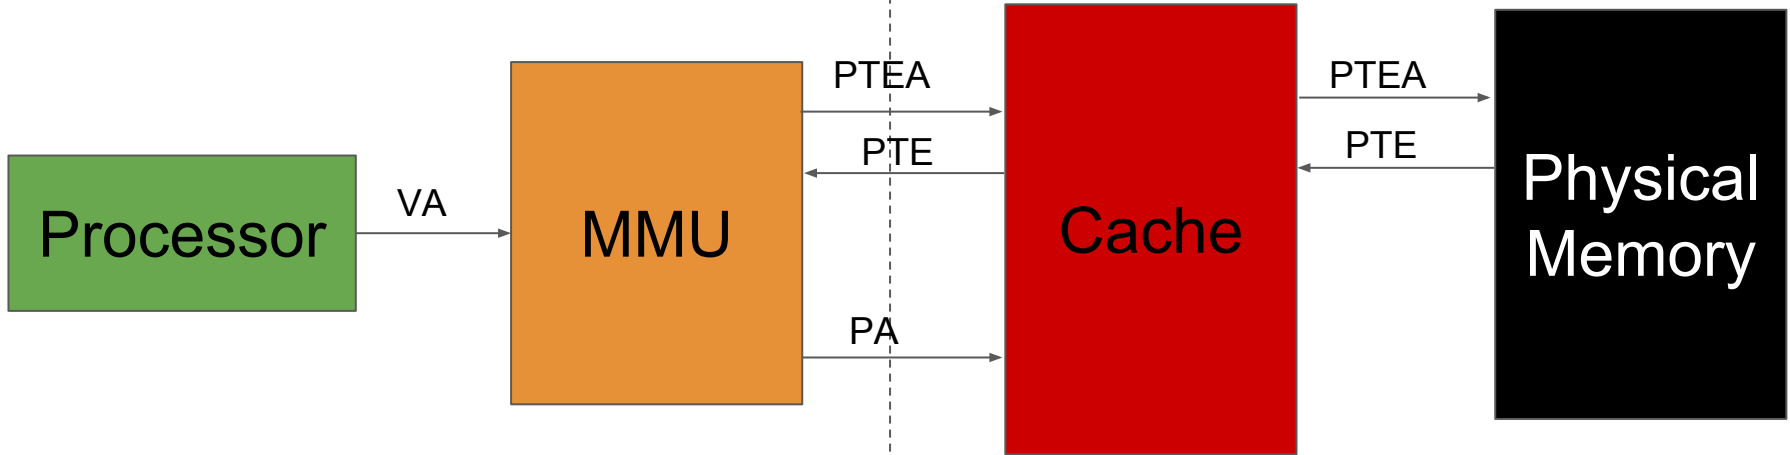 Processor
VA
MMU
PTEA
PTE
PA
Cache
PTEA
PTE
Physical
Memory